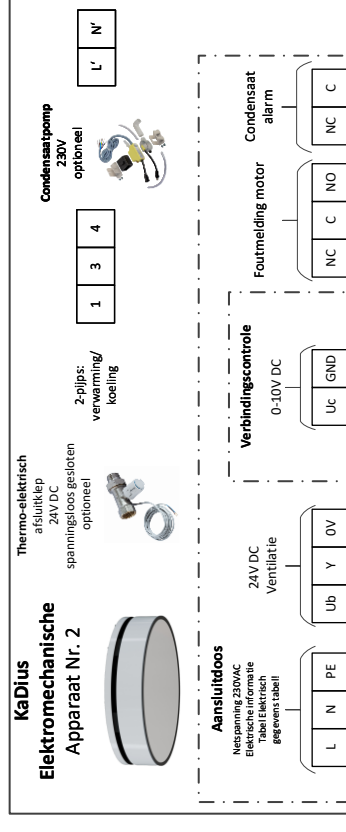 KaDius
Elektromechanische
Apparaat Nr. 2
Thermo-elektrisch
afsluitklep
24V DC
spanningsloos gesloten
optioneel
2-pijps:
verwarming/
koeling
1 3 4
Condensaatpomp
230V
optioneel
L' N'
Aansluitdoos
Netspanning 230VAC
Elektrische informatie
Tabel Elektrisch
gegevens tabel!
L N PE
24V DC
Ventilatie
Ub Y 0V
Verbindingscontrole
0-10V DC
Uc GND
Foutmelding motor
NC C NO
Condensaat
alarm
NC C